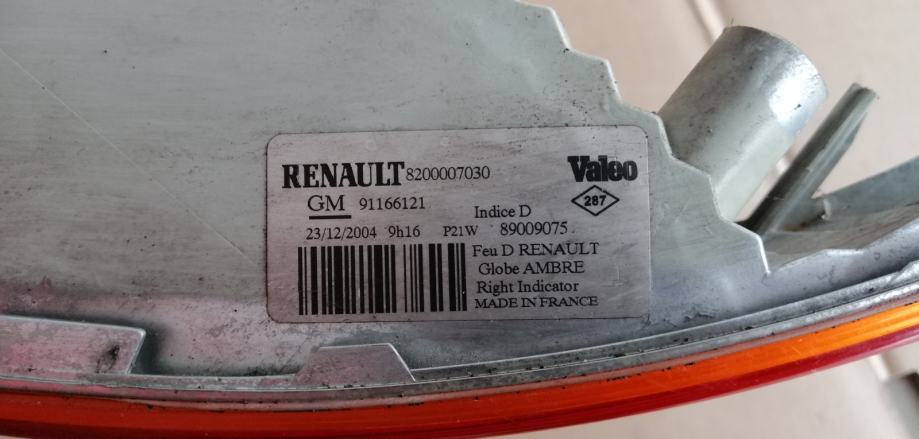 RENAULT 8200007030 Valeo
GM 91166121 Indice D 287
23/12/2004 9h16 P21W 89009075
Feu D RENAULT
Globe AMBRE
Right Indicator
MADE IN FRANCE